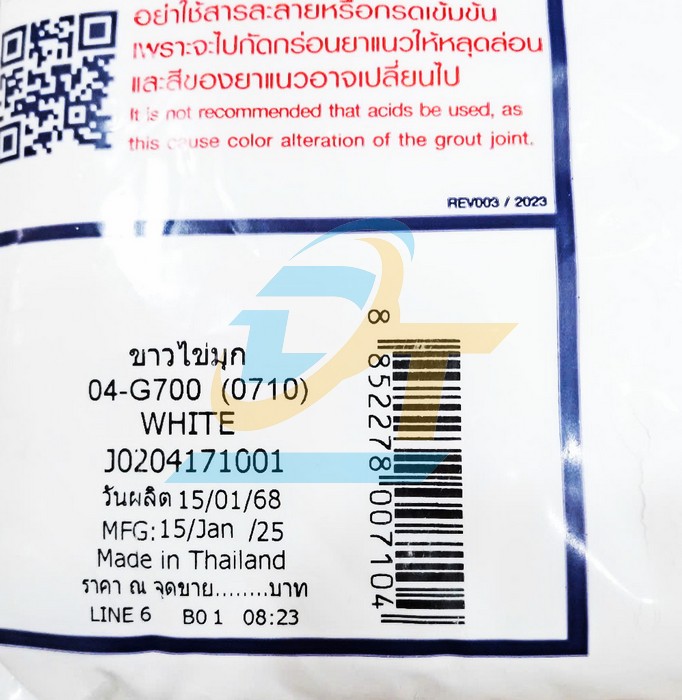 อย่าใช้สารละลายหรือกรดเข้มข้น
เพราะจะไปกัดกร่อนยาแนวให้หลุดล่อน
และสีของยาแนวอาจเปลี่ยนไป
It is not recommended that acids be used, as
this cause color alteration of the grout joint.
REV003 / 2023
ขาวไข่มุก
04-G700 (0710)
WHITE
J0204171001
วันผลิต 15/01/68
MFG: 15/Jan /25
Made in Thailand
ราคา ณ จุดขาย........บาท
LINE 6 B0 1 08:23
8 852278 007104
DT